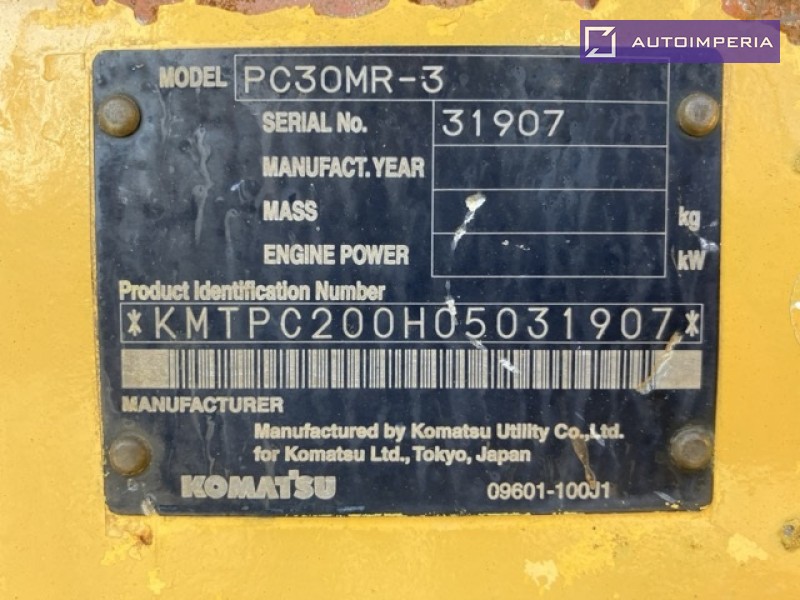 AUTOIMPERIA
MODEL PC30MR-3
SERIAL No. 31907
MANUFACT. YEAR
MASS kg
ENGINE POWER kW
Product Identification Number
*KMTPC200H05031907*
MANUFACTURER
Manufactured by Komatsu Utility Co.,Ltd.
for Komatsu Ltd., Tokyo, Japan
KOMATSU 09601-100J1